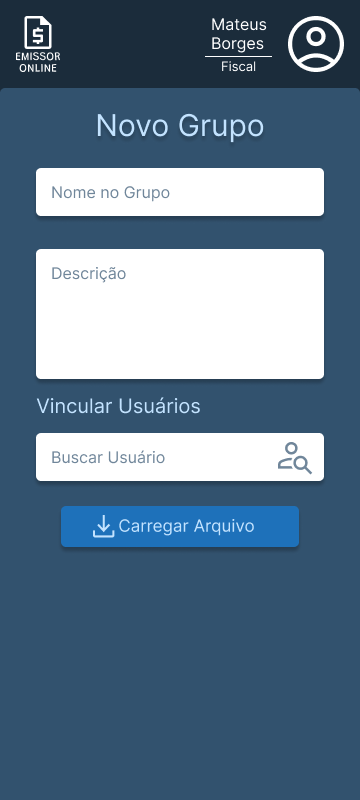 EMISSOR
ONLINE
Mateus
Borges
Fiscal
Novo Grupo
Nome no Grupo
Descrição
Vincular Usuários
Buscar Usuário
Carregar Arquivo